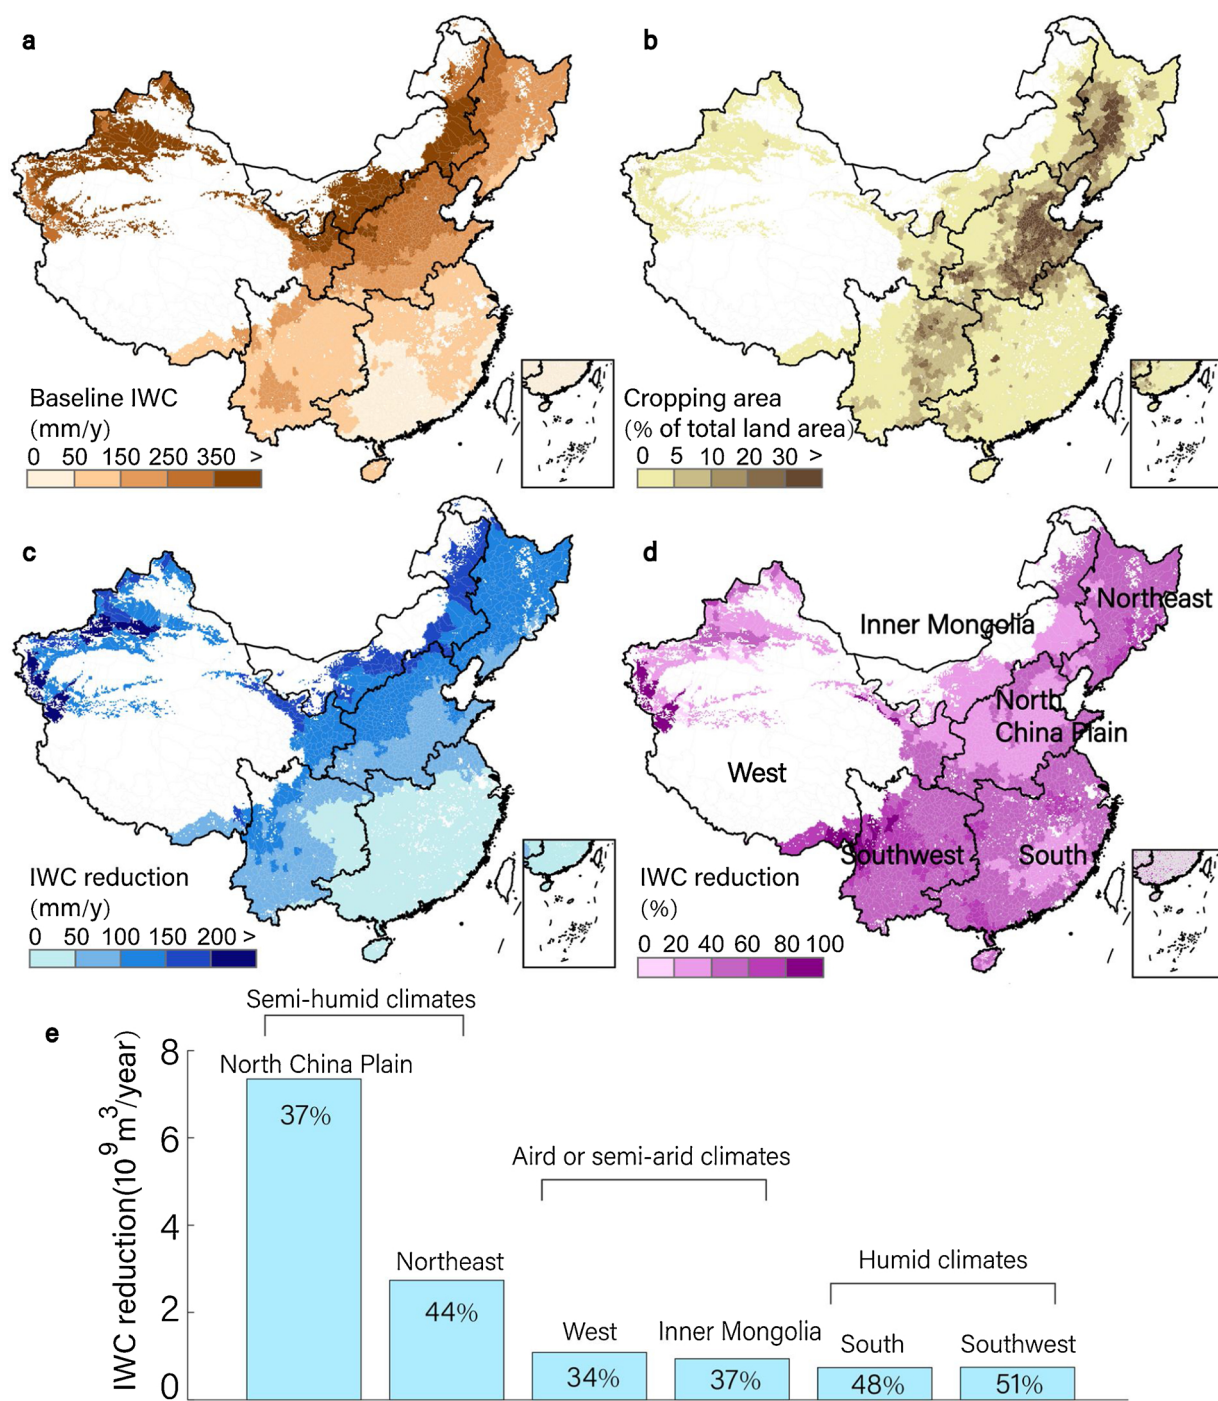 a
Baseline IWC
(mm/y)
0 50 150 250 350 >
b
Cropping area
(% of total land area)
0 5 10 20 30 >
c
IWC reduction
(mm/y)
0 50 100 150 200 >
d
Northeast
Inner Mongolia
North
China Plain
West
Southwest
South
IWC reduction
(%)
0 20 40 60 80 100
e
Semi-humid climates
North China Plain
37%
Northeast
44%
Aird or semi-arid climates
West
34%
Inner Mongolia
37%
Humid climates
South
48%
Southwest
51%
IWC reduction(10⁹m³/year)
8
6
4
2
0